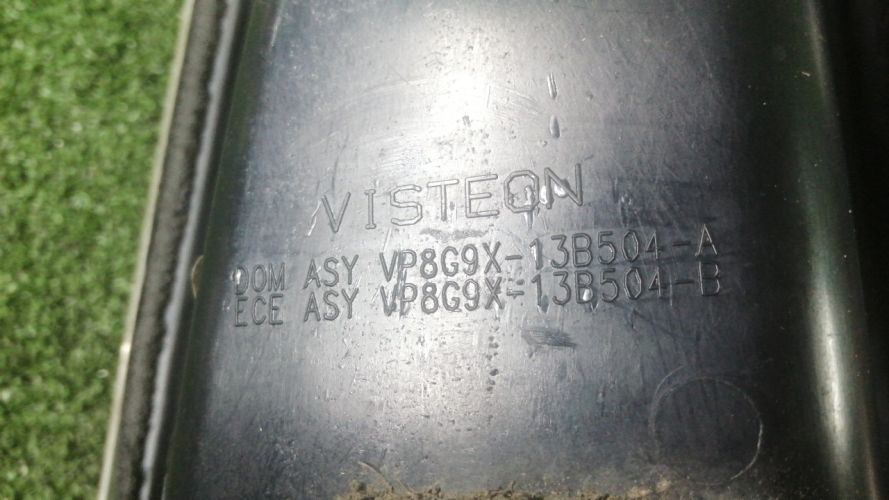 VISTEON
DOM ASY VP8G9X-13B504-A
ECE ASY VP8G9X-13B504-B